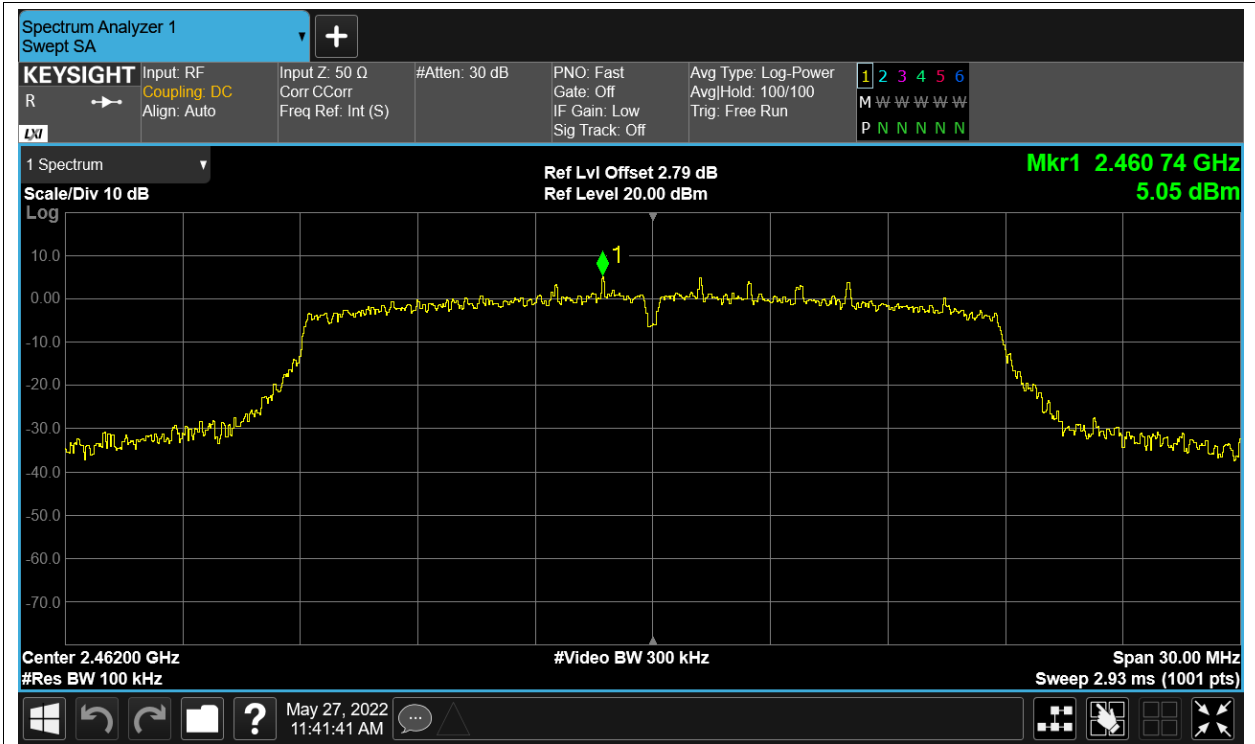 Spectrum Analyzer 1
Swept SA
KEYSIGHT
R
LXI
Input: RF
Coupling: DC
Align: Auto
Input Z: 50 Ω
Corr CCorr
Freq Ref: Int (S)
#Atten: 30 dB
PNO: Fast
Gate: Off
IF Gain: Low
Sig Track: Off
Avg Type: Log-Power
Avg|Hold: 100/100
Trig: Free Run
1 2 3 4 5 6
M W W W W W W
P N N N N N N
1 Spectrum
Scale/Div 10 dB
Log
Ref Lvl Offset 2.79 dB
Ref Level 20.00 dBm
Mkr1 2.460 74 GHz
5.05 dBm
1
10.0
0.00
-10.0
-20.0
-30.0
-40.0
-50.0
-60.0
-70.0
Center 2.46200 GHz
#Video BW 300 kHz
Span 30.00 MHz
#Res BW 100 kHz
Sweep 2.93 ms (1001 pts)
?
May 27, 2022
11:41:41 AM